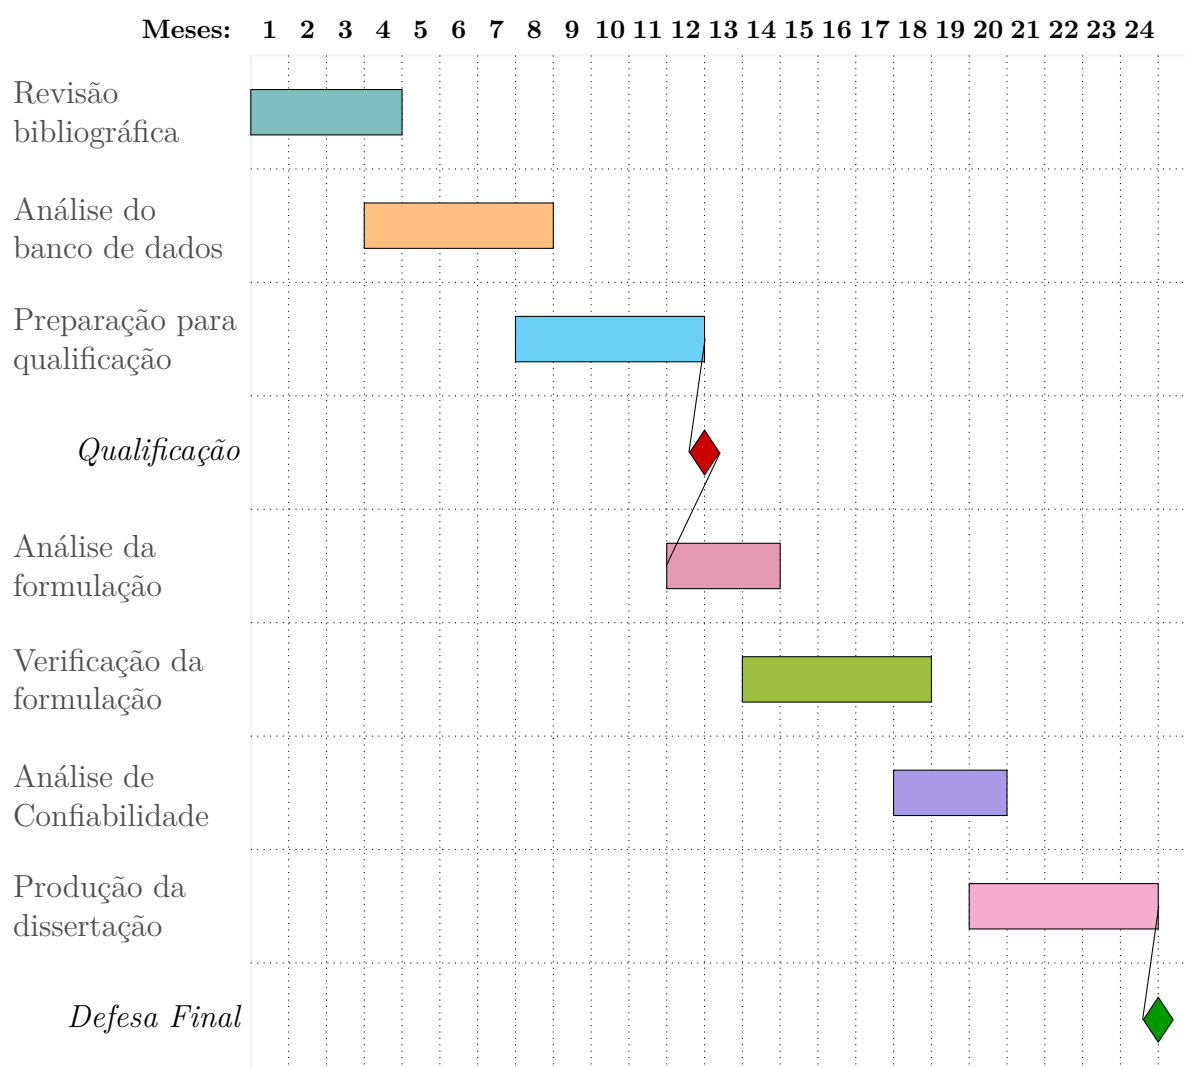 Meses: 1 2 3 4 5 6 7 8 9 10 11 12 13 14 15 16 17 18 19 20 21 22 23 24
Revisão
bibliográfica
Análise do
banco de dados
Preparação para
qualificação
Qualificação
Análise da
formulação
Verificação da
formulação
Análise de
Confiabilidade
Produção da
dissertação
Defesa Final